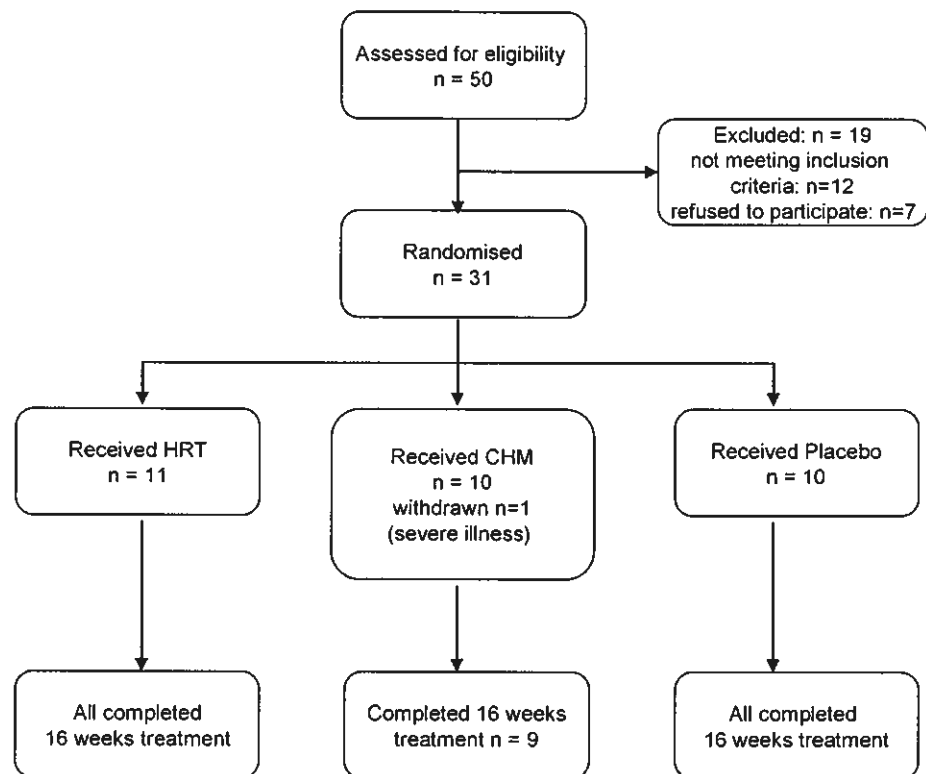 Assessed for eligibility
n = 50
Excluded: n = 19
not meeting inclusion
criteria: n=12
refused to participate: n=7
Randomised
n = 31
Received HRT
n = 11
Received CHM
n = 10
withdrawn n=1
(severe illness)
Received Placebo
n = 10
All completed
16 weeks treatment
Completed 16 weeks
treatment n = 9
All completed
16 weeks treatment